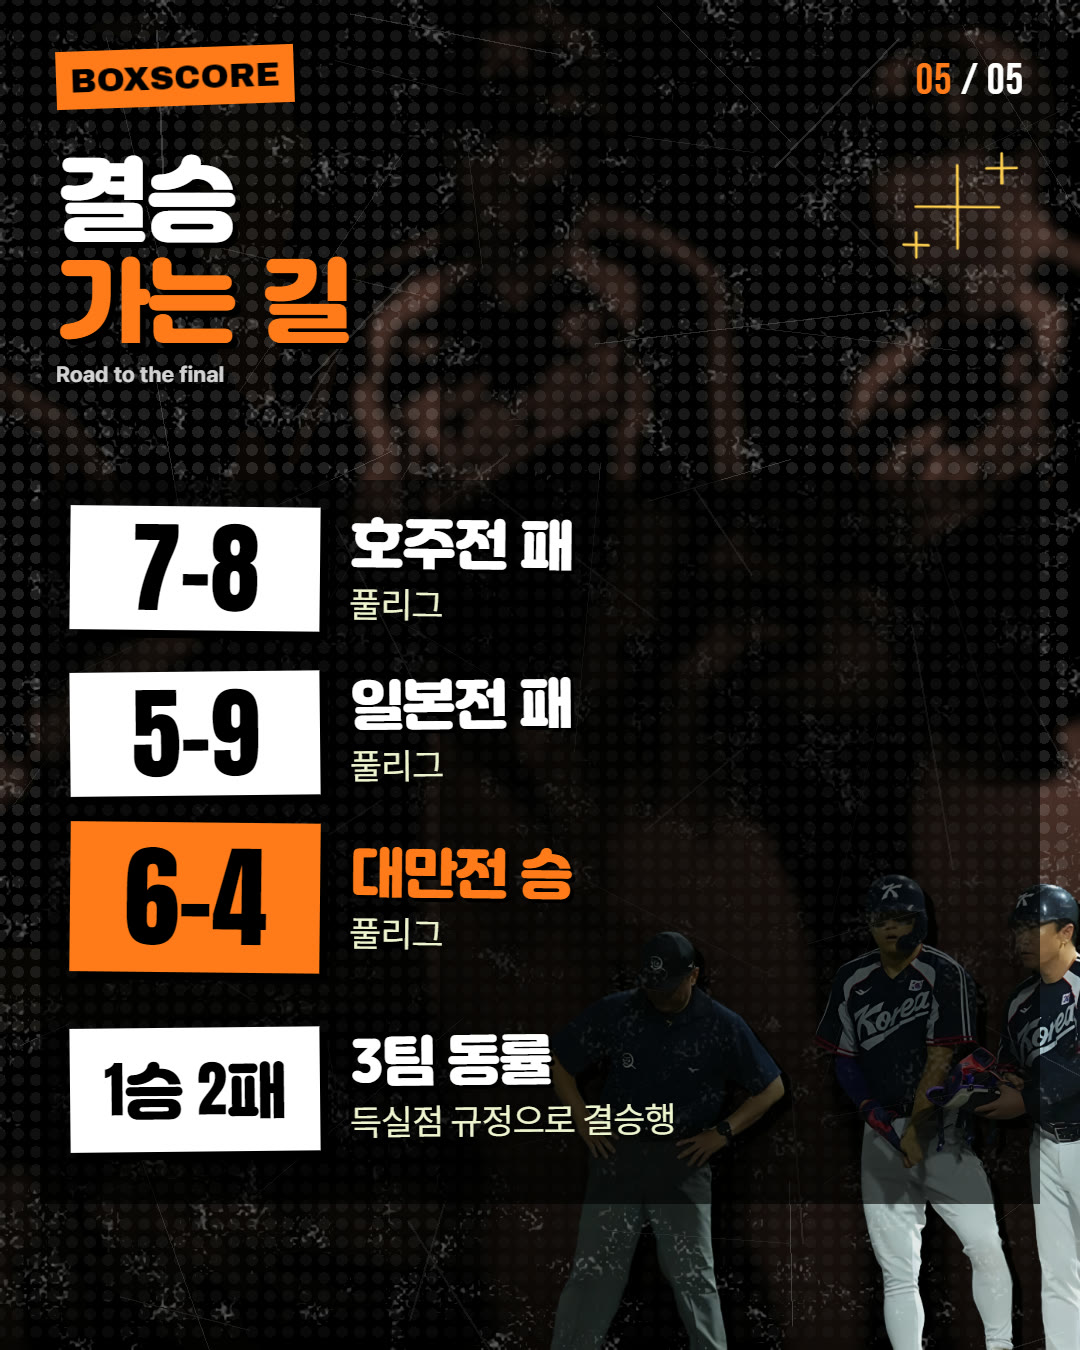 BOXSCORE
05 / 05
결승
가는 길
Road to the final
7-8
호주전 패
풀리그
5-9
일본전 패
풀리그
6-4
대만전 승
풀리그
1승 2패
3팀 동률
득실점 규정으로 결승행
K
Korea
Korea